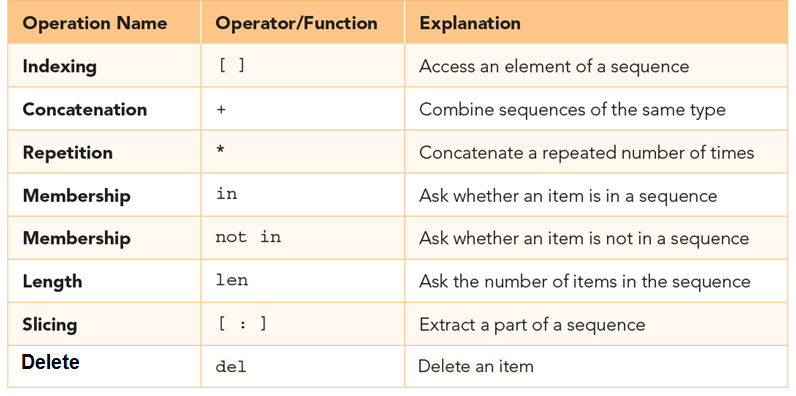 Operation Name Operator/Function Explanation
Indexing [ ] Access an element of a sequence
Concatenation + Combine sequences of the same type
Repetition * Concatenate a repeated number of times
Membership in Ask whether an item is in a sequence
Membership not in Ask whether an item is not in a sequence
Length len Ask the number of items in the sequence
Slicing [ : ] Extract a part of a sequence
Delete del Delete an item